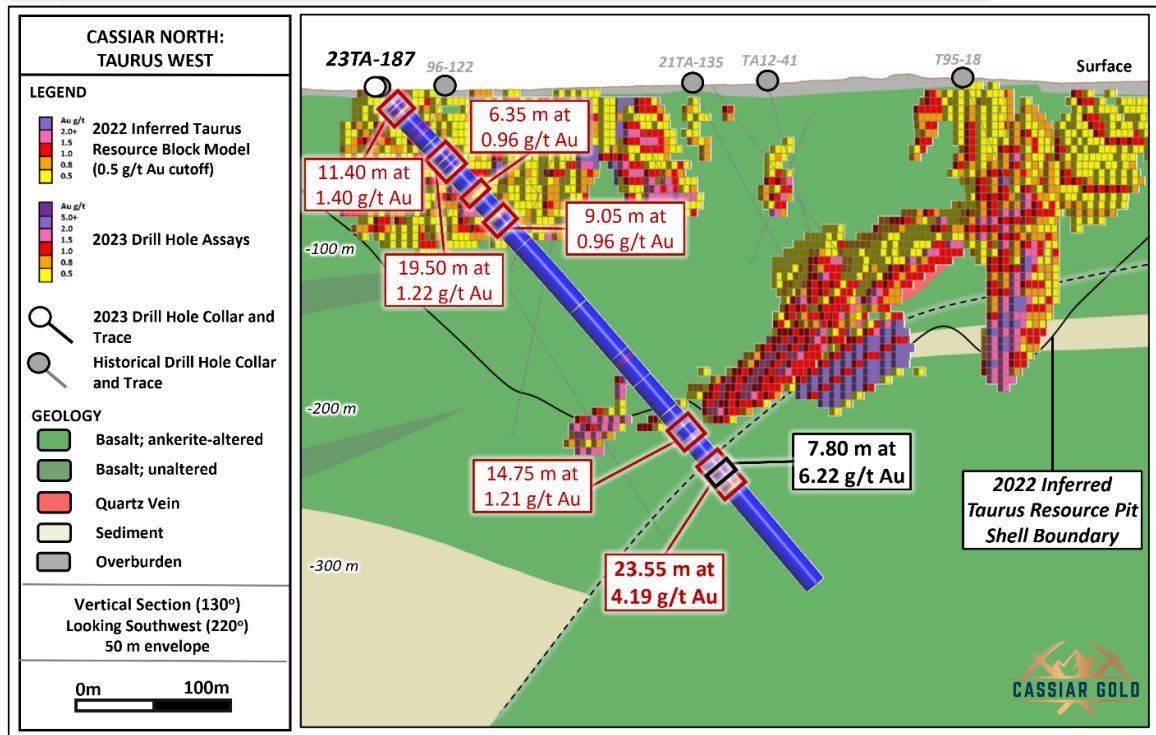 CASSIAR NORTH:
TAURUS WEST
LEGEND
Au g/t
2.0+
1.5
1.0
0.8
0.5
2022 Inferred Taurus
Resource Block Model
(0.5 g/t Au cutoff)
Au g/t
5.0+
2.0
1.5
1.0
0.8
0.5
2023 Drill Hole Assays
2023 Drill Hole Collar and
Trace
Historical Drill Hole Collar
and Trace
GEOLOGY
Basalt; ankerite-altered
Basalt; unaltered
Quartz Vein
Sediment
Overburden
Vertical Section (130°)
Looking Southwest (220°)
50 m envelope
0m 100m
23TA-187
96-122
21TA-135
TA12-41
T95-18
Surface
6.35 m at
0.96 g/t Au
11.40 m at
1.40 g/t Au
9.05 m at
0.96 g/t Au
-100 m
19.50 m at
1.22 g/t Au
-200 m
14.75 m at
1.21 g/t Au
7.80 m at
6.22 g/t Au
2022 Inferred
Taurus Resource Pit
Shell Boundary
-300 m
23.55 m at
4.19 g/t Au
CASSIAR GOLD